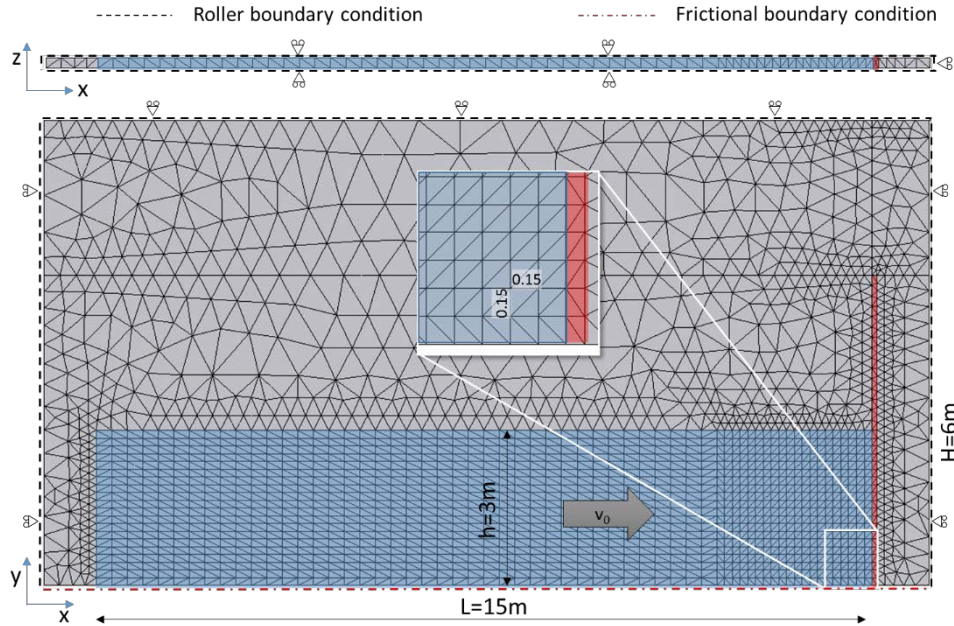 Roller boundary condition
Frictional boundary condition
z
x
0.15
0.15
H=6m
h=3m
v₀
y
x
L=15m